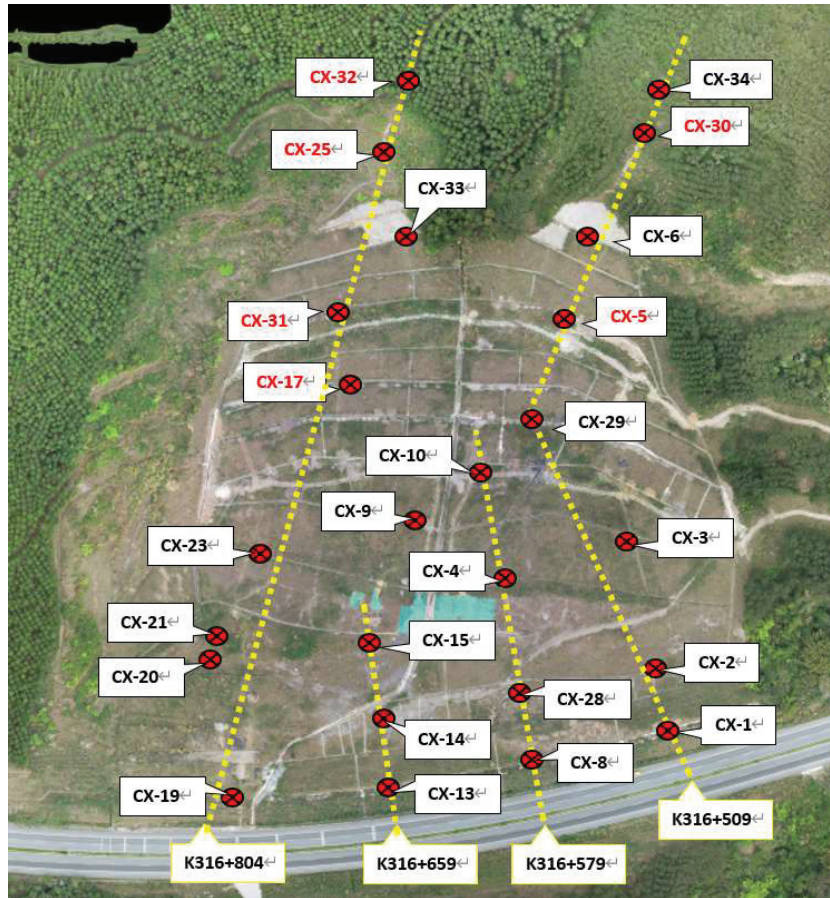 CX-32↵
CX-34↵
CX-30↵
CX-25↵
CX-33↵
CX-6↵
CX-31↵
CX-5↵
CX-17↵
CX-29↵
CX-10↵
CX-9↵
CX-3↵
CX-23↵
CX-4↵
CX-21↵
CX-15↵
CX-2↵
CX-20↵
CX-28↵
CX-1↵
CX-14↵
CX-8↵
CX-19↵
CX-13↵
K316+509↵
K316+804↵
K316+659↵
K316+579↵